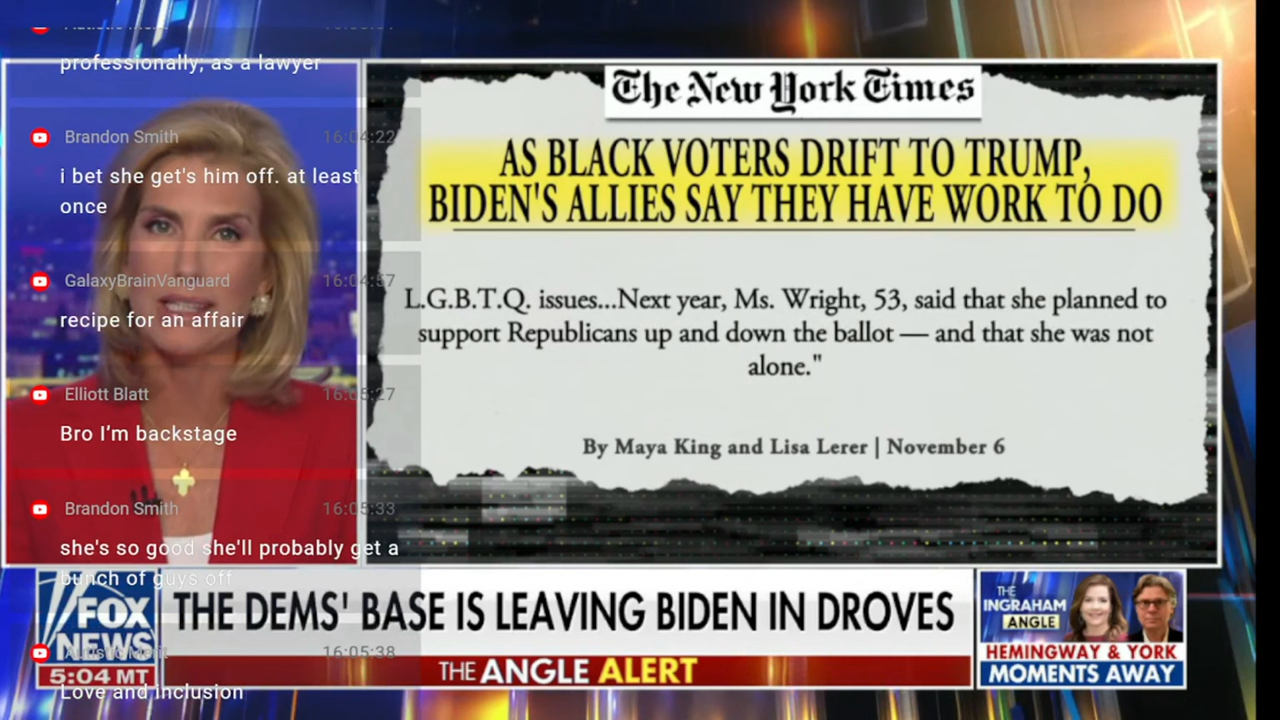 professionally; as a lawyer
Brandon Smith 16:04:22
i bet she get's him off. at least
once
GalaxyBrainVanguard 16:04:57
recipe for an affair
Elliott Blatt 16:05:27
Bro I’m backstage
Brandon Smith 16:05:33
she's so good she'll probably get a
bunch of guys off
16:05:38
Love and inclusion
The New York Times
AS BLACK VOTERS DRIFT TO TRUMP,
BIDEN'S ALLIES SAY THEY HAVE WORK TO DO
L.G.B.T.Q. issues...Next year, Ms. Wright, 53, said that she planned to
support Republicans up and down the ballot — and that she was not
alone."
By Maya King and Lisa Lerer | November 6
FOX
NEWS
5:04 MT
THE DEMS' BASE IS LEAVING BIDEN IN DROVES
THE ANGLE ALERT
THE
INGRAHAM
ANGLE
HEMINGWAY & YORK
MOMENTS AWAY